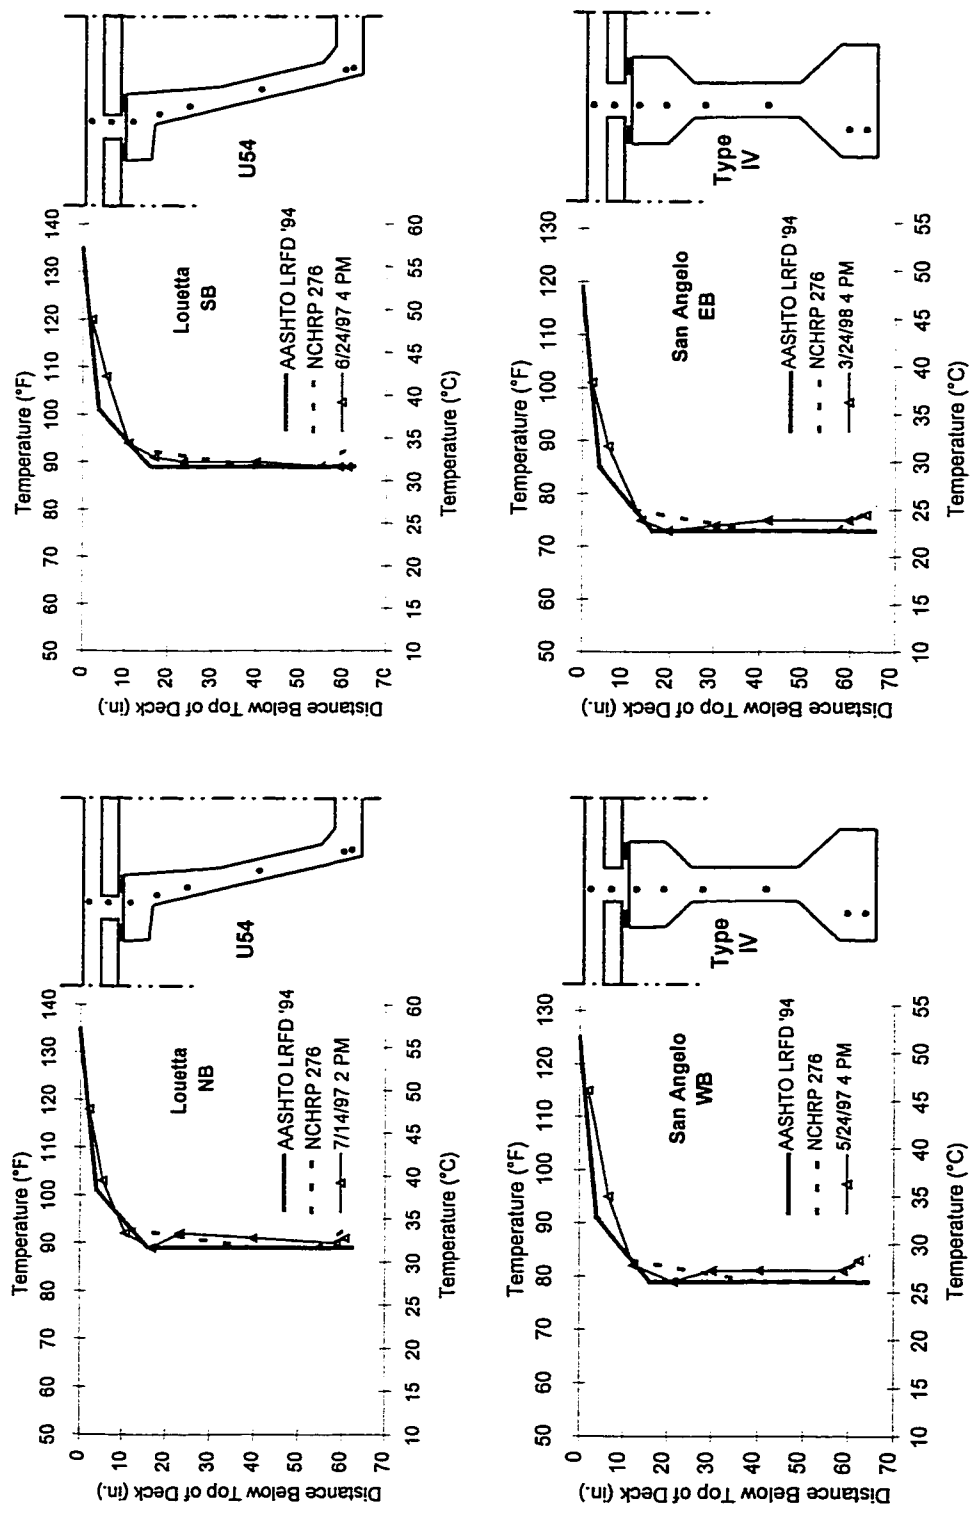 Temperature (°F)
50 60 70 80 90 100 110 120 130 140
0
10
20
30
40
50
60
70
Distance Below Top of Deck (in.)
Louetta
NB
AASHTO LRFD '94
NCHRP 276
7/14/97 2 PM
10 15 20 25 30 35 40 45 50 55 60
Temperature (°C)
U54
Temperature (°F)
50 60 70 80 90 100 110 120 130 140
0
10
20
30
40
50
60
70
Distance Below Top of Deck (in.)
Louetta
SB
AASHTO LRFD '94
NCHRP 276
6/24/97 4 PM
10 15 20 25 30 35 40 45 50 55 60
Temperature (°C)
U54
Temperature (°F)
50 60 70 80 90 100 110 120 130
0
10
20
30
40
50
60
70
Distance Below Top of Deck (in.)
San Angelo
WB
AASHTO LRFD '94
NCHRP 276
5/24/97 4 PM
10 15 20 25 30 35 40 45 50 55
Temperature (°C)
Type
IV
Temperature (°F)
50 60 70 80 90 100 110 120 130
0
10
20
30
40
50
60
70
Distance Below Top of Deck (in.)
San Angelo
EB
AASHTO LRFD '94
NCHRP 276
3/24/98 4 PM
10 15 20 25 30 35 40 45 50 55
Temperature (°C)
Type
IV